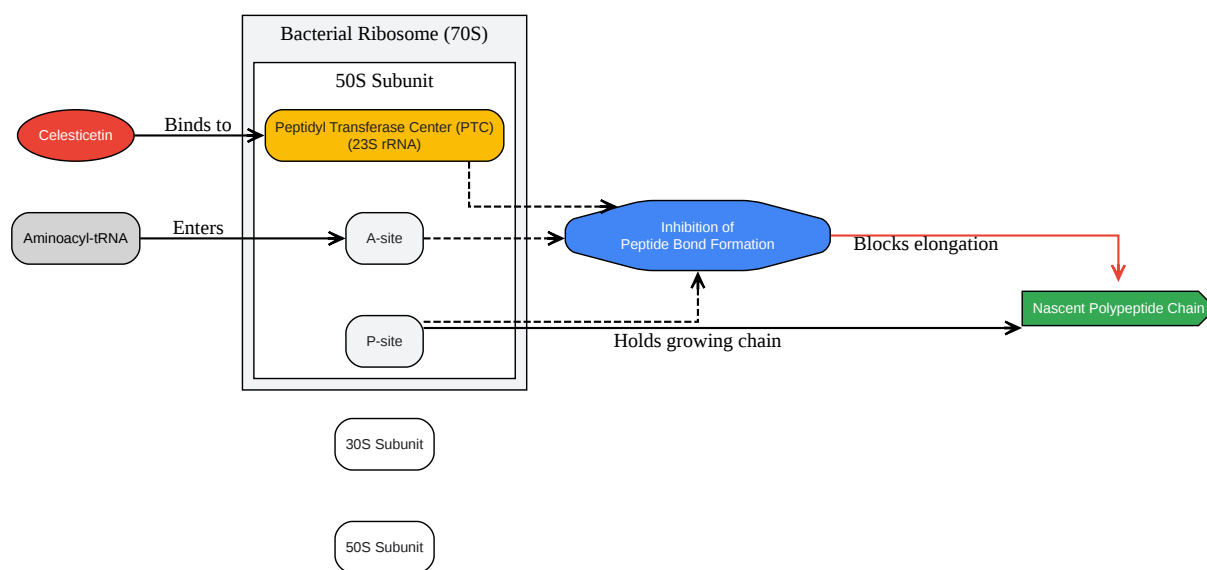 Bacterial Ribosome (70S)
50S Subunit
Celesticetin
Binds to
Peptidyl Transferase Center (PTC)
(23S rRNA)
Aminoacyl-tRNA
Enters
A-site
Inhibition of
Peptide Bond Formation
Blocks elongation
Nascent Polypeptide Chain
P-site
Holds growing chain
30S Subunit
50S Subunit